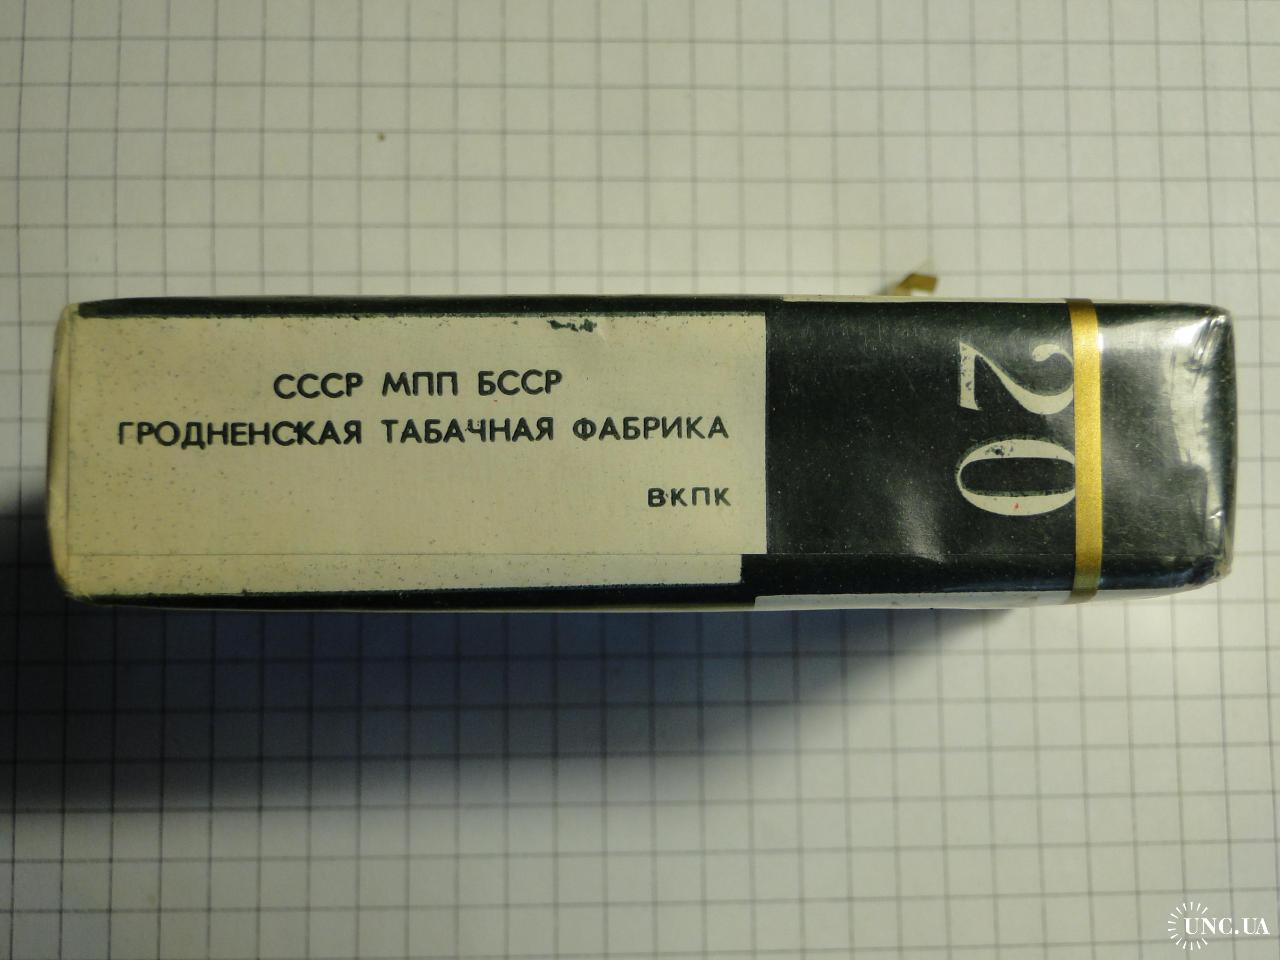 СССР МПП БССР
ГРОДНЕНСКАЯ ТАБАЧНАЯ ФАБРИКА
ВКПК
20
UNC.UA